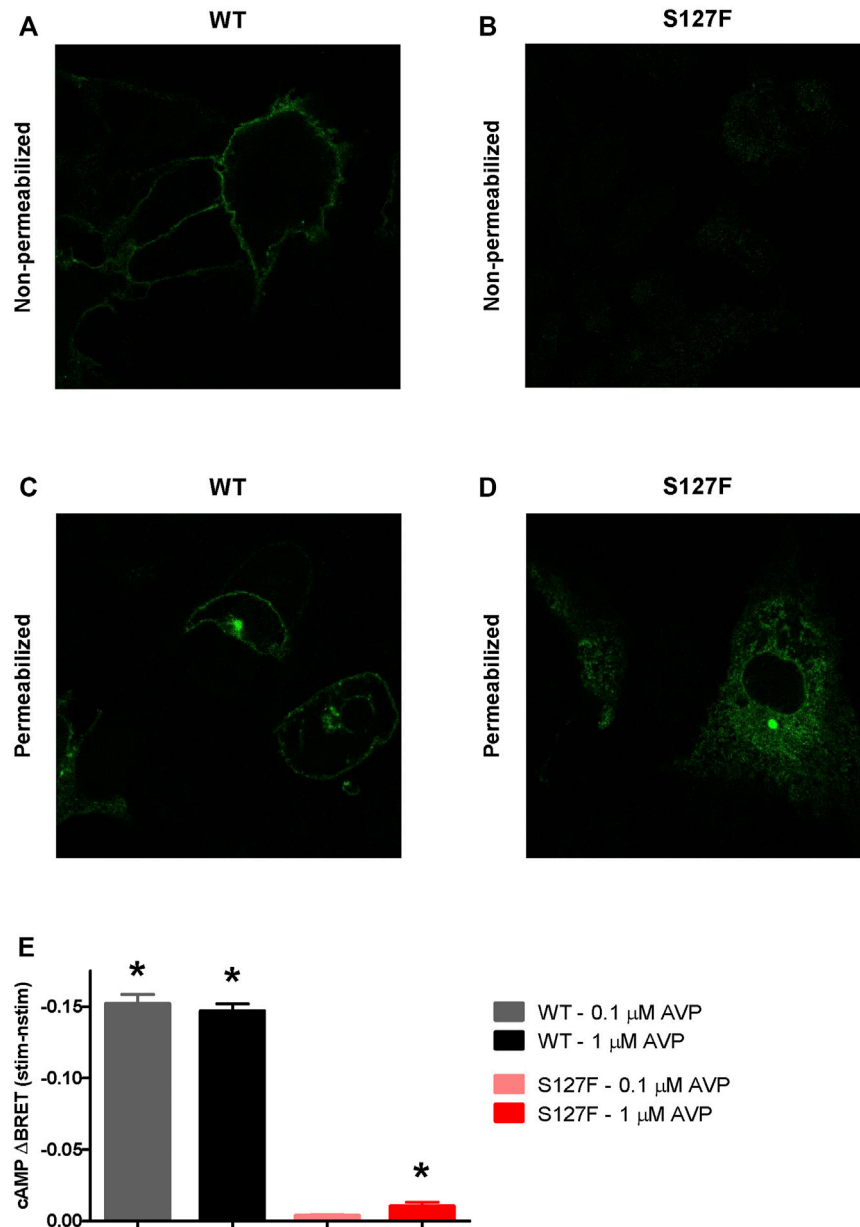 A
WT
B
S127F
Non-permeabilized
Non-permeabilized
C
WT
D
S127F
Permeabilized
Permeabilized
E
cAMP ΔBRET (stim-nstim)
-0.15
-0.10
-0.05
0.00
*
*
*
WT - 0.1 μM AVP
WT - 1 μM AVP
S127F - 0.1 μM AVP
S127F - 1 μM AVP